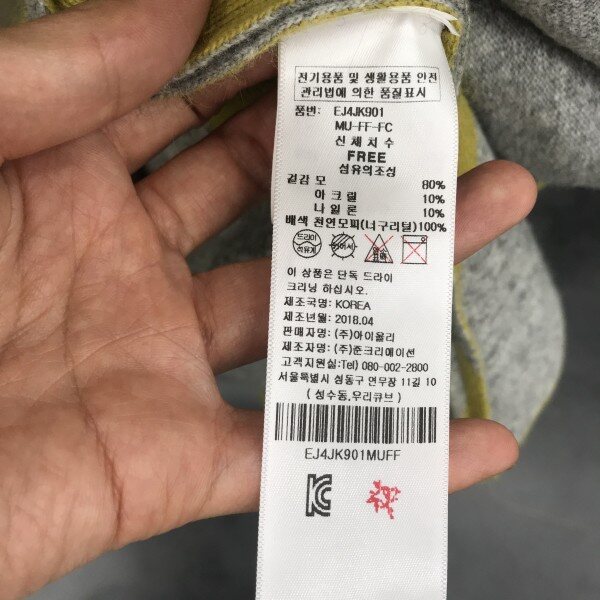 전기용품 및 생활용품 안전
관리법에 의한 품질표시
품번: EJ4JK901
MU-FF-FC
신체치수
FREE
섬유의조성
겉감 모 80%
아크릴 10%
나일론 10%
배색 천연모피(너구리털)100%
드라이
석유계
이 상품은 단독 드라이
크리닝 하십시오.
제조국명: KOREA
제조년월: 2018.04
판매자명: (주)아이올리
제조자명: (주)준크리에이션
고객지원실: Tel) 080-002-2800
서울특별시 성동구 연무장 11길 10
(성수동,우리큐브)
EJ4JK901MUFF